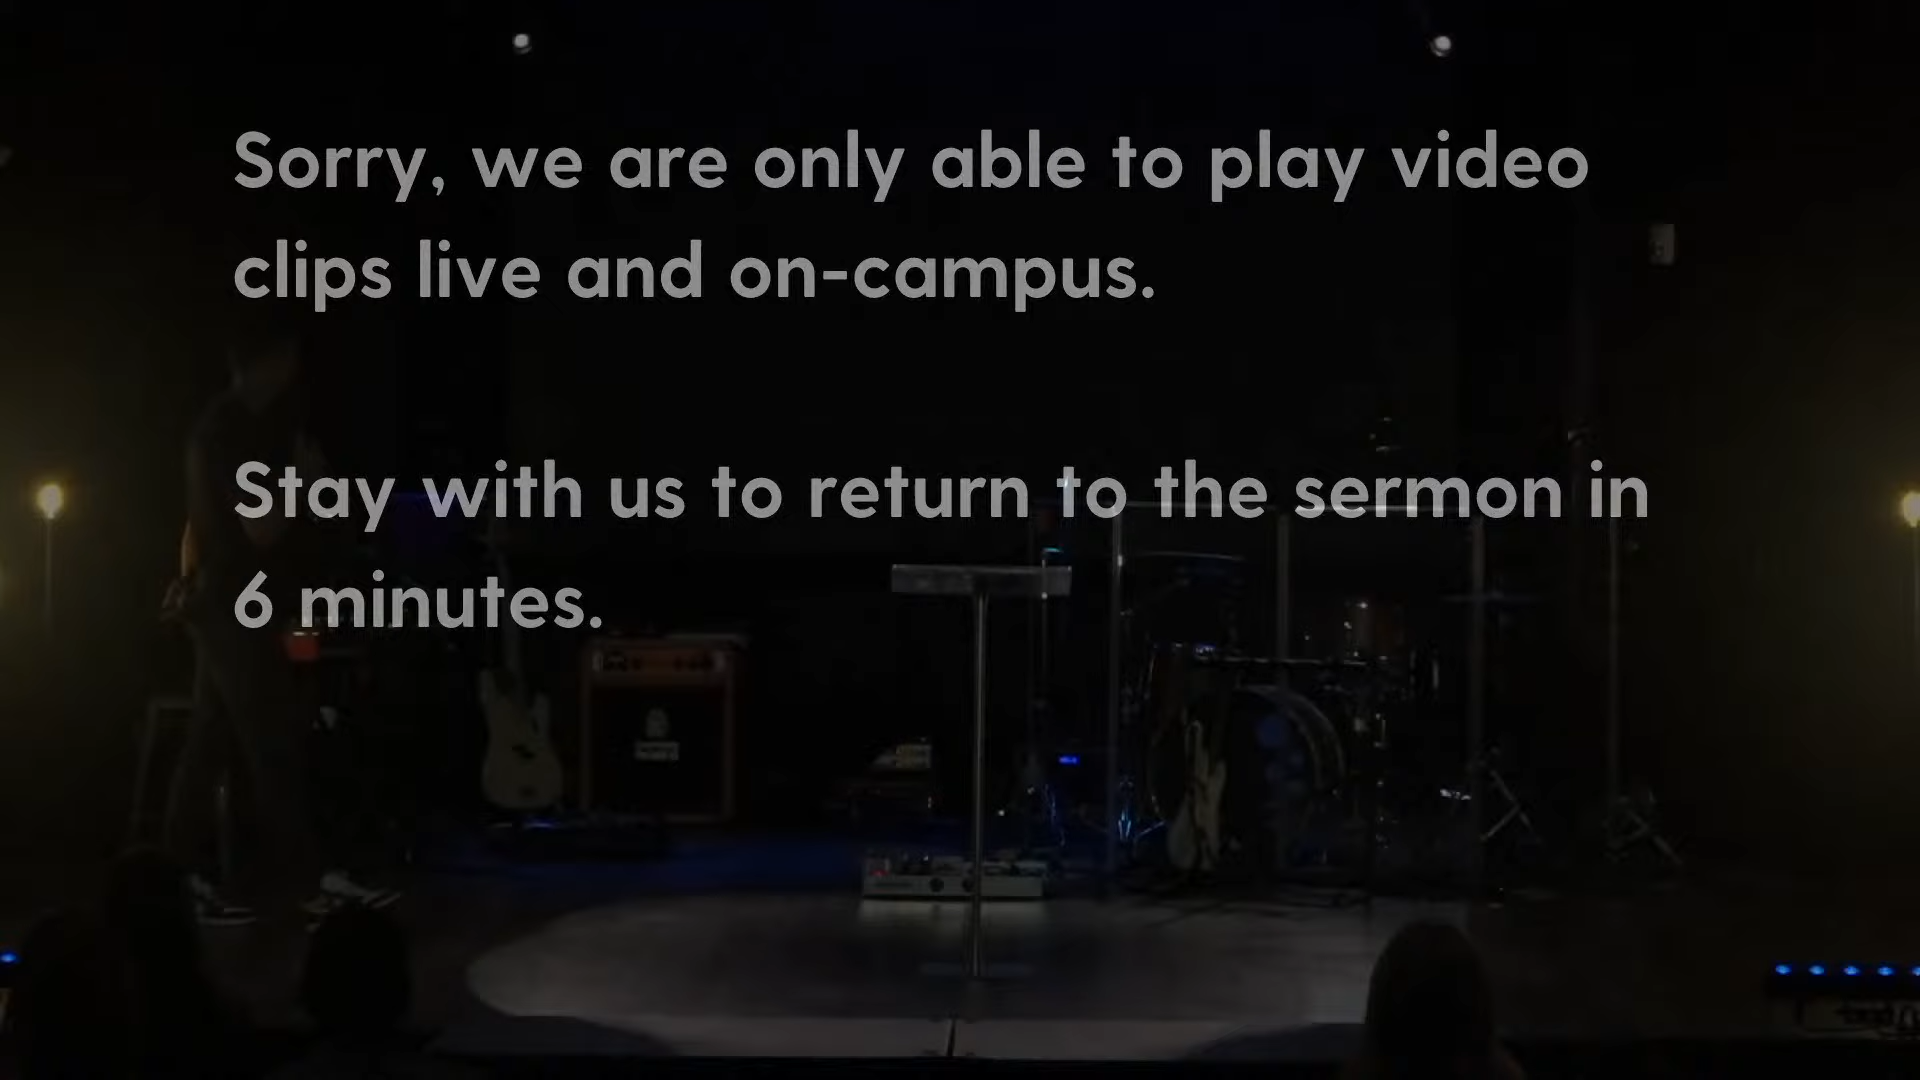 Sorry, we are only able to play video
clips live and on-campus.
Stay with us to return to the sermon in
6 minutes.